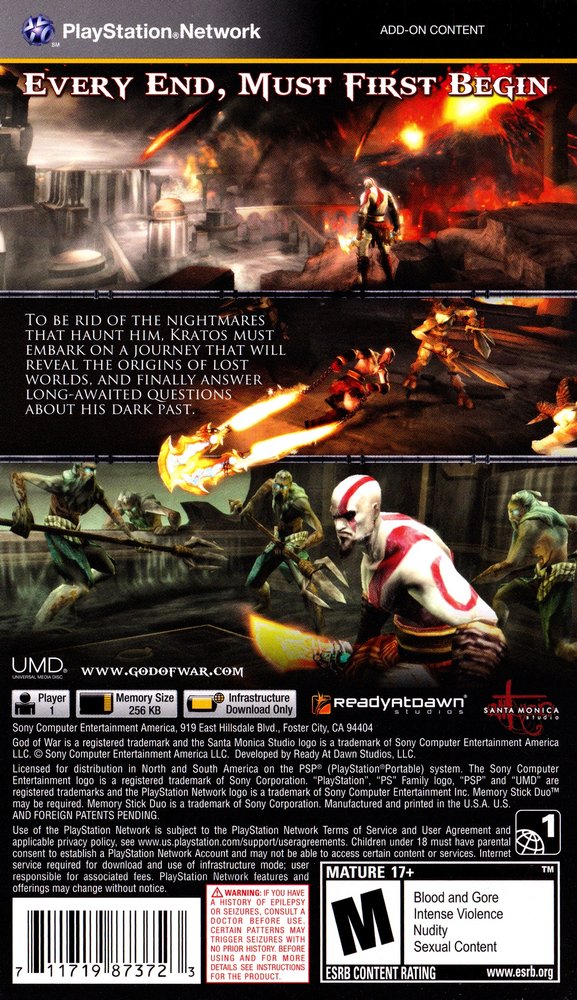 PlayStation®Network
SM
ADD-ON CONTENT
EVERY END, MUST FIRST BEGIN
TO BE RID OF THE NIGHTMARES
THAT HAUNT HIM, KRATOS MUST
EMBARK ON A JOURNEY THAT WILL
REVEAL THE ORIGINS OF LOST
WORLDS, AND FINALLY ANSWER
LONG-AWAITED QUESTIONS
ABOUT HIS DARK PAST.
UMD®
UNIVERSAL MEDIA DISC
WWW.GODOFWAR.COM
Player
1
Memory Size
256 KB
Infrastructure
Download Only
READYATDAWN®
STUDIOS
SANTA MONICA
studio
Sony Computer Entertainment America, 919 East Hillsdale Blvd., Foster City, CA 94404
God of War is a registered trademark and the Santa Monica Studio logo is a trademark of Sony Computer Entertainment America
LLC. © Sony Computer Entertainment America LLC. Developed by Ready At Dawn Studios, LLC.
Licensed for distribution in North and South America on the PSP® (PlayStation®Portable) system. The Sony Computer
Entertainment logo is a registered trademark of Sony Corporation. “PlayStation”, “PS” Family logo, “PSP” and “UMD” are
registered trademarks and the PlayStation Network logo is a trademark of Sony Computer Entertainment Inc. Memory Stick Duo™
may be required. Memory Stick Duo is a trademark of Sony Corporation. Manufactured and printed in the U.S.A. U.S.
AND FOREIGN PATENTS PENDING.
Use of the PlayStation Network is subject to the PlayStation Network Terms of Service and User Agreement and
applicable privacy policy, see www.us.playstation.com/support/useragreements. Children under 18 must have parental
consent to establish a PlayStation Network Account and may not be able to access certain content or services. Internet
service required for download and use of infrastructure mode; user
responsible for associated fees. PlayStation Network features and
offerings may change without notice.
1
WARNING: IF YOU HAVE
A HISTORY OF EPILEPSY
OR SEIZURES, CONSULT A
DOCTOR BEFORE USE.
CERTAIN PATTERNS MAY
TRIGGER SEIZURES WITH
NO PRIOR HISTORY. BEFORE
USING AND FOR MORE
DETAILS SEE INSTRUCTIONS
FOR THE PRODUCT.
MATURE 17+
TM
M
Blood and Gore
Intense Violence
Nudity
Sexual Content
ESRB CONTENT RATING
www.esrb.org
7 11719 87372 3